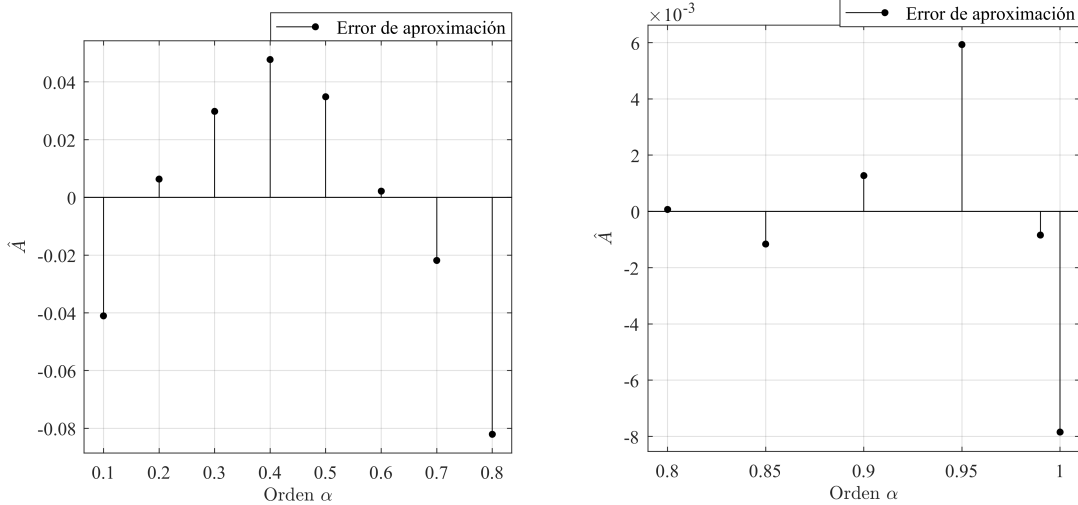 Error de aproximación
0.04
0.02
0
-0.02
-0.04
-0.06
-0.08
Â
0.1 0.2 0.3 0.4 0.5 0.6 0.7 0.8
Orden α
×10⁻³
Error de aproximación
6
4
2
0
-2
-4
-6
-8
Â
0.8 0.85 0.9 0.95 1
Orden α